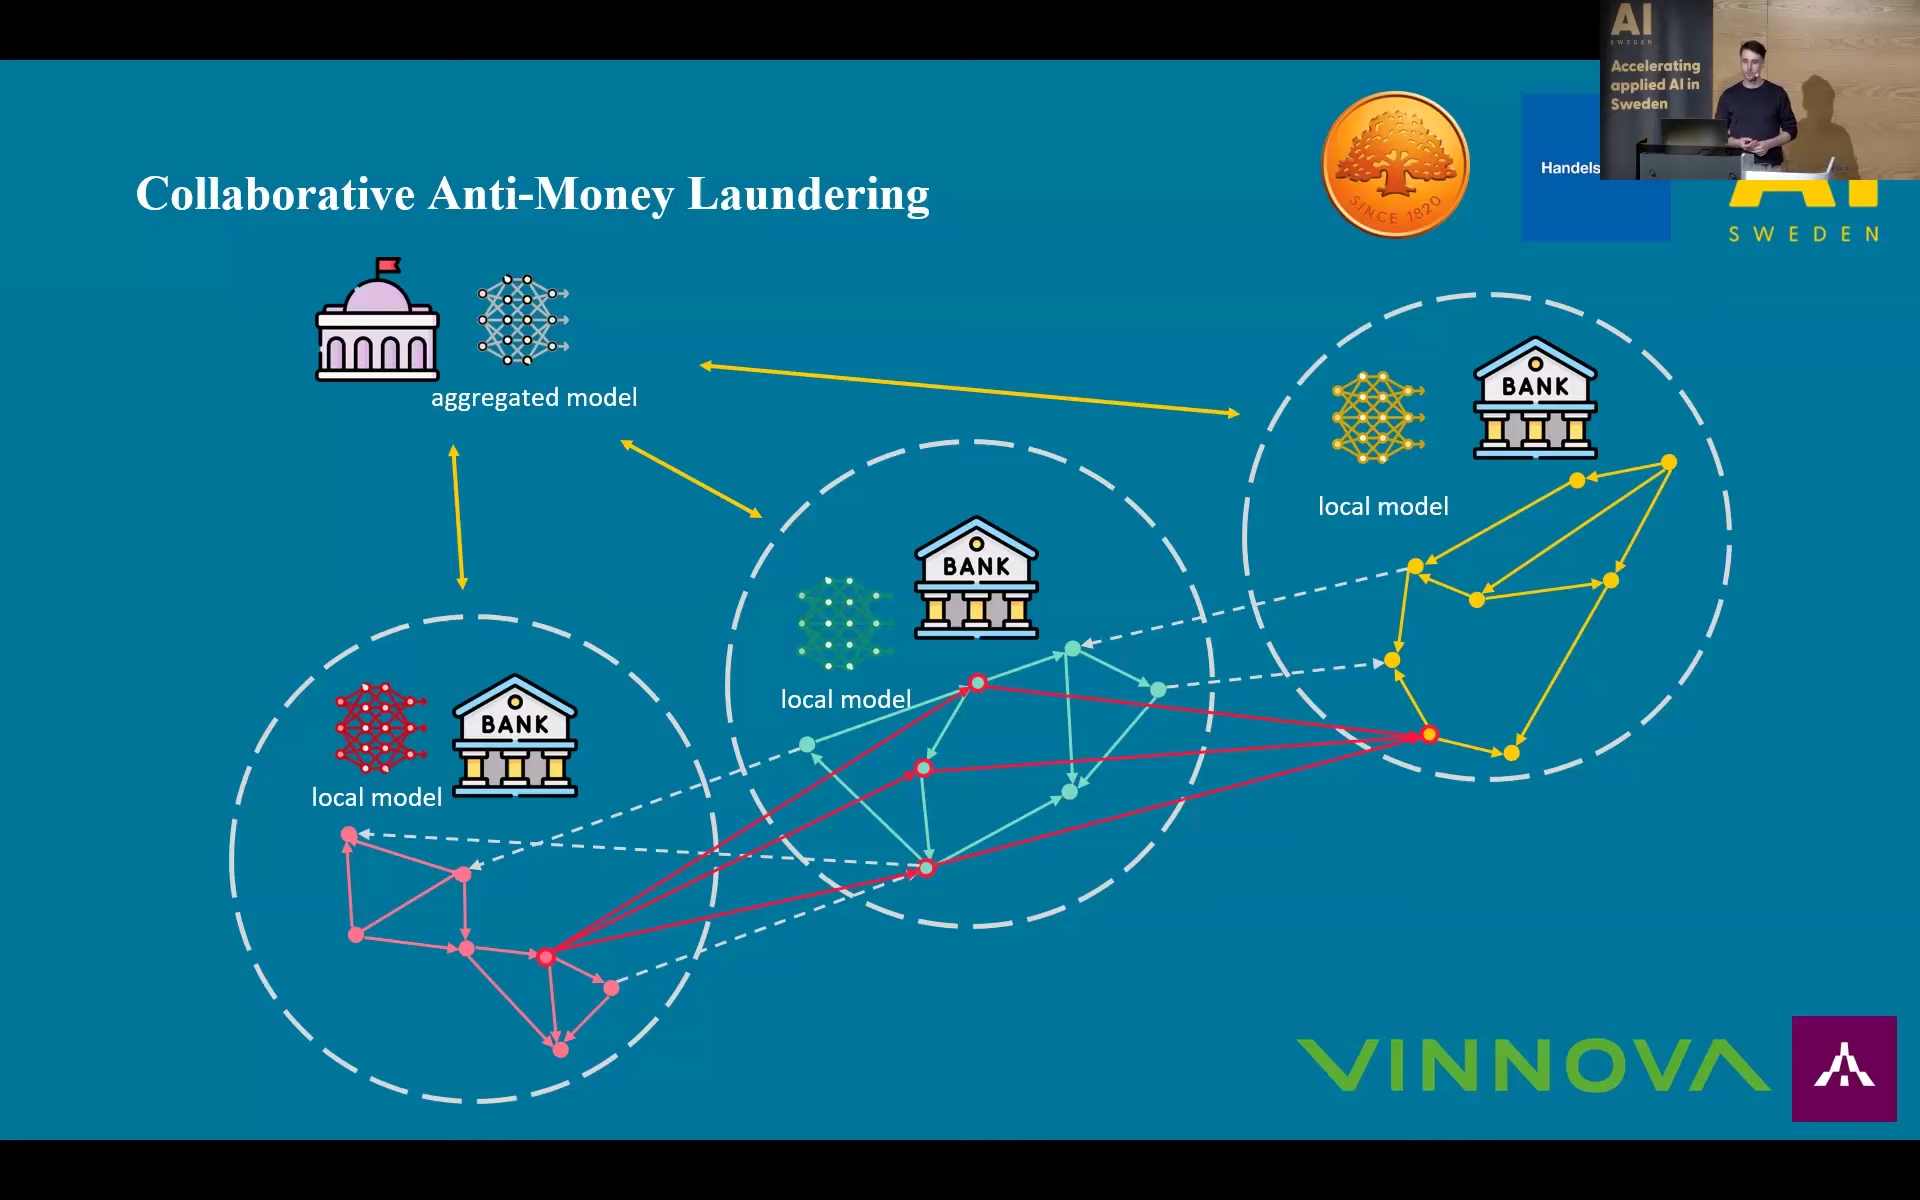 AI
SWEDEN
Accelerating
applied AI in
Sweden
Collaborative Anti-Money Laundering
SINCE 1820
Handels
SWEDEN
aggregated model
BANK
local model
BANK
local model
BANK
local model
VINNOVA